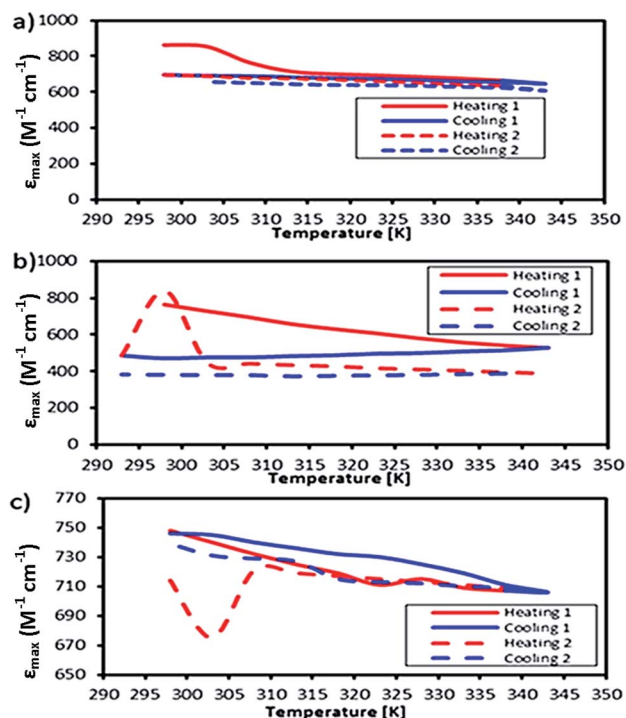 a)
1000
800
600
400
200
0
εmax (M-1 cm-1)
Heating 1
Cooling 1
Heating 2
Cooling 2
290 295 300 305 310 315 320 325 330 335 340 345 350
Temperature [K]
b)
1000
800
600
400
200
0
εmax (M-1 cm-1)
Heating 1
Cooling 1
Heating 2
Cooling 2
290 295 300 305 310 315 320 325 330 335 340 345 350
Temperature [K]
c)
770
750
730
710
690
670
650
εmax (M-1 cm-1)
Heating 1
Cooling 1
Heating 2
Cooling 2
290 295 300 305 310 315 320 325 330 335 340 345 350
Temperature [K]